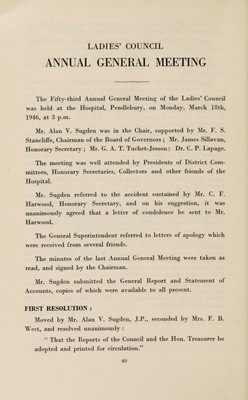 LADIES' COUNCIL
ANNUAL GENERAL MEETING
The Fifty-third Annual General Meeting of the Ladies' Council
was held at the Hospital, Pendlebury, on Monday, March 18th,
1946, at 3 p.m.
Mr. Alan V. Sugden was in the Chair, supported by Mr. F. S.
Stancliffe, Chairman of the Board of Governors ; Mr. James Sillavan,
Honorary Secretary ; Mr. G. A. T. Tuchet-Jesson ; Dr. C. P. Lapage.
The meeting was well attended by Presidents of District Com-
mittees, Honorary Secretaries, Collectors and other friends of the
Hospital.
Mr. Sugden referred to the accident sustained by Mr. C. F.
Harwood, Honorary Secretary, and on his suggestion, it was
unanimously agreed that a letter of condolence be sent to Mr.
Harwood.
The General Superintendent referred to letters of apology which
were received from several friends.
The minutes of the last Annual General Meeting were taken as
read, and signed by the Chairman.
Mr. Sugden submitted the General Report and Statement of
Accounts, copies of which were available to all present.
FIRST RESOLUTION :
Moved by Mr. Alan V. Sugden, J.P., seconded by Mrs. F. B.
West, and resolved unanimously :
" That the Reports of the Council and the Hon. Treasurer be
adopted and printed for circulation."
40